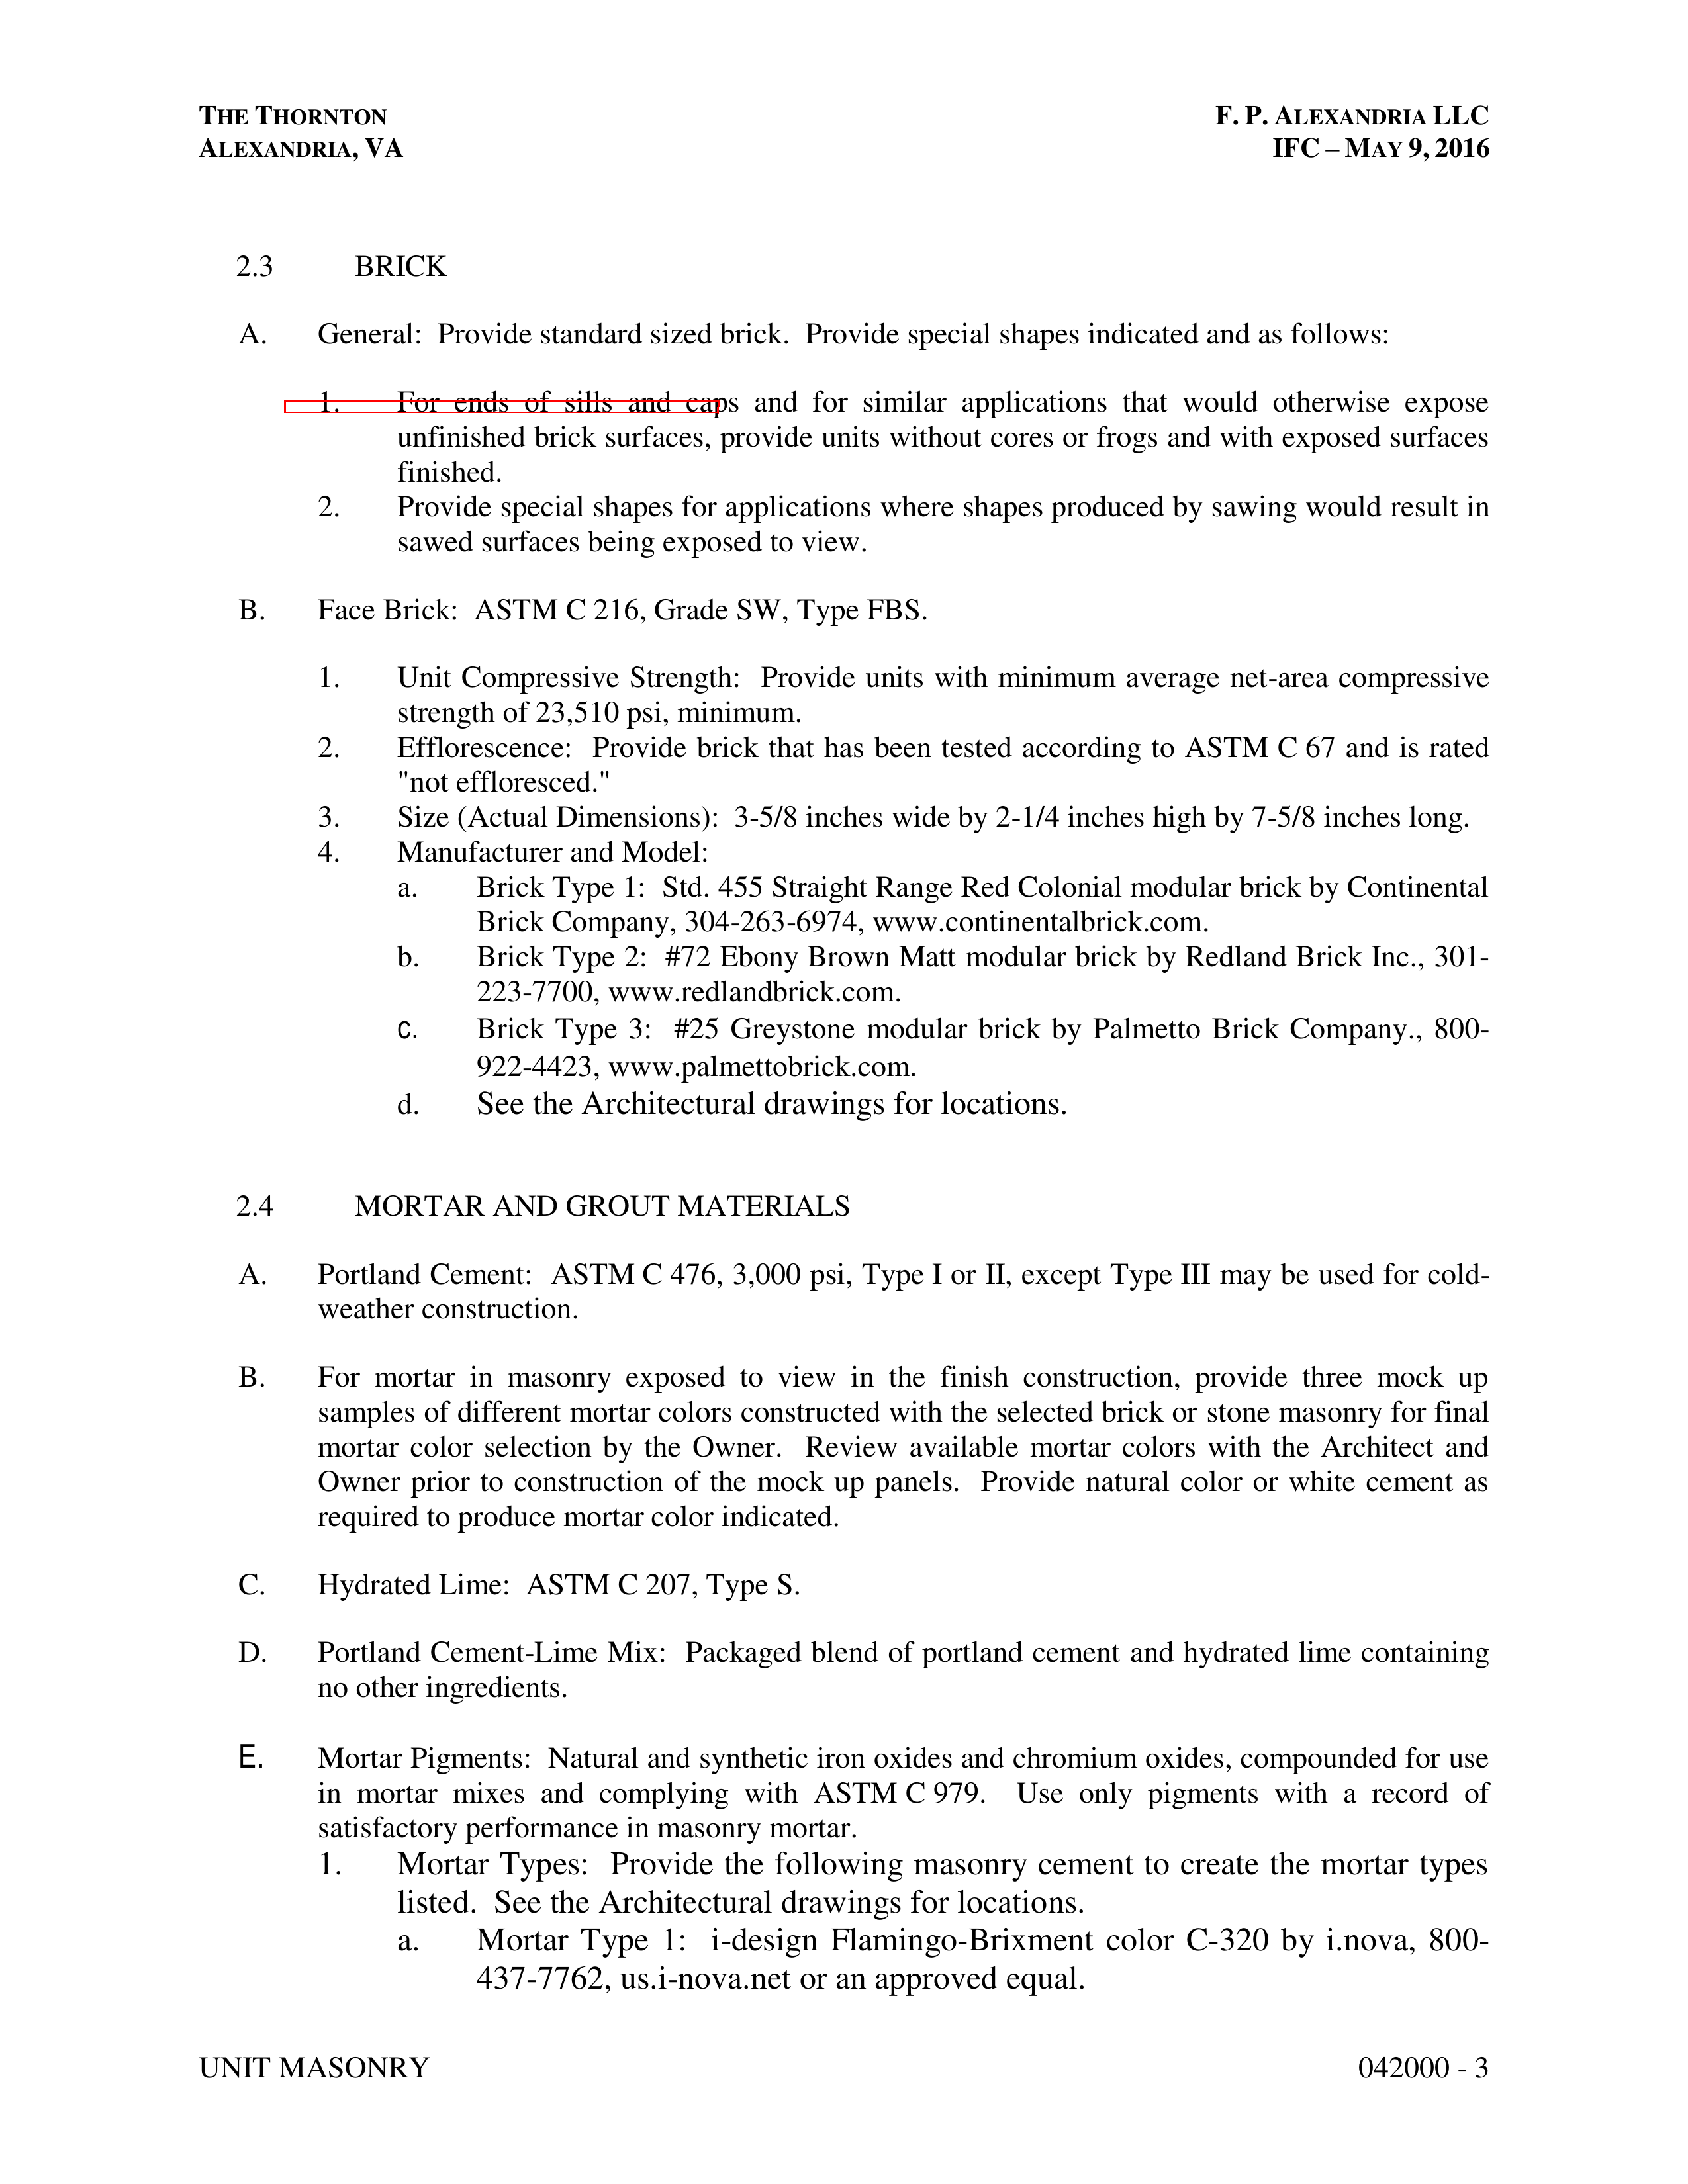 THE THORNTON F. P. ALEXANDRIA LLC
ALEXANDRIA, VA IFC – MAY 9, 2016
2.3 BRICK
A. General: Provide standard sized brick. Provide special shapes indicated and as follows:
1. For ends of sills and caps and for similar applications that would otherwise expose
unfinished brick surfaces, provide units without cores or frogs and with exposed surfaces
finished.
2. Provide special shapes for applications where shapes produced by sawing would result in
sawed surfaces being exposed to view.
B. Face Brick: ASTM C 216, Grade SW, Type FBS.
1. Unit Compressive Strength: Provide units with minimum average net-area compressive
strength of 23,510 psi, minimum.
2. Efflorescence: Provide brick that has been tested according to ASTM C 67 and is rated
"not effloresced."
3. Size (Actual Dimensions): 3-5/8 inches wide by 2-1/4 inches high by 7-5/8 inches long.
4. Manufacturer and Model:
a. Brick Type 1: Std. 455 Straight Range Red Colonial modular brick by Continental
Brick Company, 304-263-6974, www.continentalbrick.com.
b. Brick Type 2: #72 Ebony Brown Matt modular brick by Redland Brick Inc., 301-
223-7700, www.redlandbrick.com.
c. Brick Type 3: #25 Greystone modular brick by Palmetto Brick Company., 800-
922-4423, www.palmettobrick.com.
d. See the Architectural drawings for locations.
2.4 MORTAR AND GROUT MATERIALS
A. Portland Cement: ASTM C 476, 3,000 psi, Type I or II, except Type III may be used for cold-
weather construction.
B. For mortar in masonry exposed to view in the finish construction, provide three mock up
samples of different mortar colors constructed with the selected brick or stone masonry for final
mortar color selection by the Owner. Review available mortar colors with the Architect and
Owner prior to construction of the mock up panels. Provide natural color or white cement as
required to produce mortar color indicated.
C. Hydrated Lime: ASTM C 207, Type S.
D. Portland Cement-Lime Mix: Packaged blend of portland cement and hydrated lime containing
no other ingredients.
E. Mortar Pigments: Natural and synthetic iron oxides and chromium oxides, compounded for use
in mortar mixes and complying with ASTM C 979. Use only pigments with a record of
satisfactory performance in masonry mortar.
1. Mortar Types: Provide the following masonry cement to create the mortar types
listed. See the Architectural drawings for locations.
a. Mortar Type 1: i-design Flamingo-Brixment color C-320 by i.nova, 800-
437-7762, us.i-nova.net or an approved equal.
UNIT MASONRY 042000 - 3